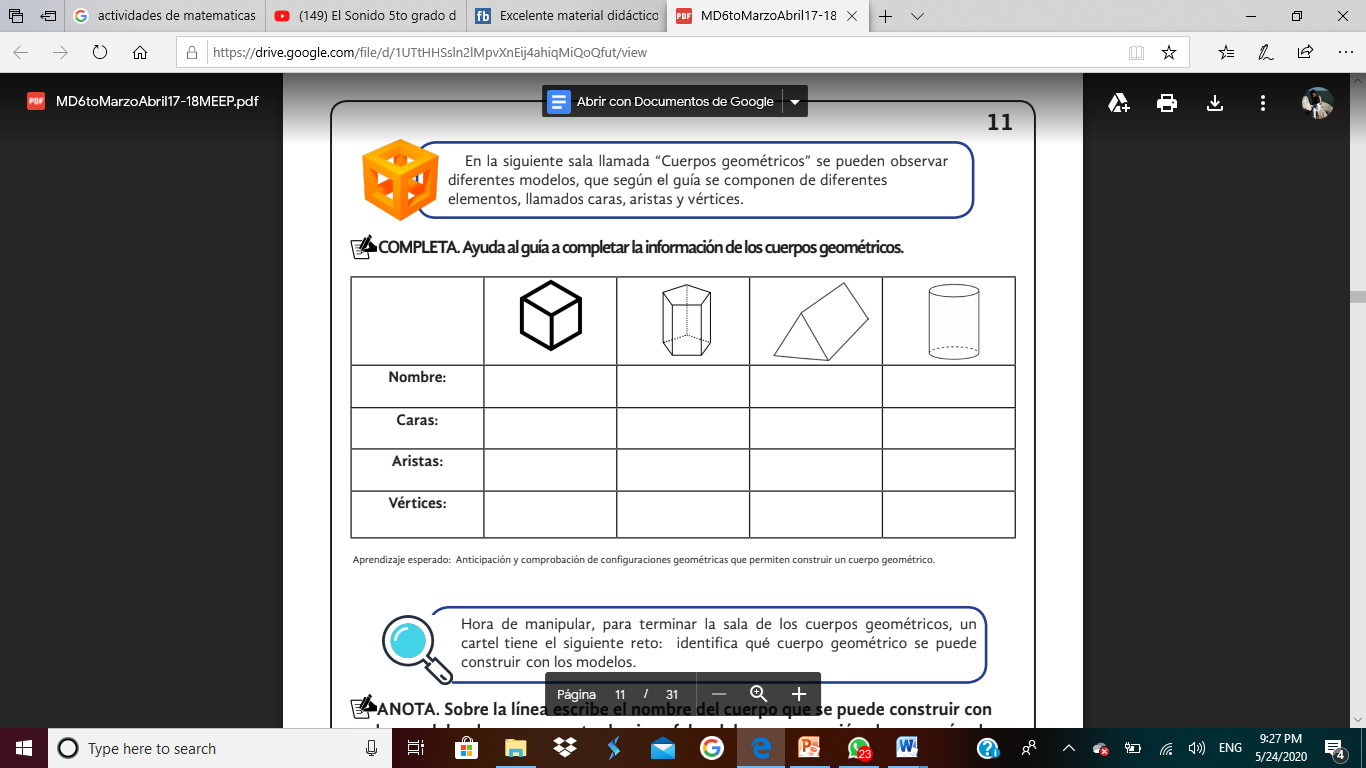 actividades de matematicas
(149) El Sonido 5to grado d
Excelente material didáctico
MD6toMarzoAbril17-18
https://drive.google.com/file/d/1UTtHHSsln2lMpvXnEij4ahiqMiQoQfut/view
PDF MD6toMarzoAbril17-18MEEP.pdf
Abrir con Documentos de Google
11
En la siguiente sala llamada “Cuerpos geométricos” se pueden observar
diferentes modelos, que según el guía se componen de diferentes
elementos, llamados caras, aristas y vértices.
COMPLETA. Ayuda al guía a completar la información de los cuerpos geométricos.
Nombre:
Caras:
Aristas:
Vértices:
Aprendizaje esperado: Anticipación y comprobación de configuraciones geométricas que permiten construir un cuerpo geométrico.
Hora de manipular, para terminar la sala de los cuerpos geométricos, un
cartel tiene el siguiente reto: identifica qué cuerpo geométrico se puede
construir con los modelos.
Página 11 / 31
ANOTA. Sobre la línea escribe el nombre del cuerpo que se puede construir con
Type here to search
23
ENG
9:27 PM
5/24/2020
4